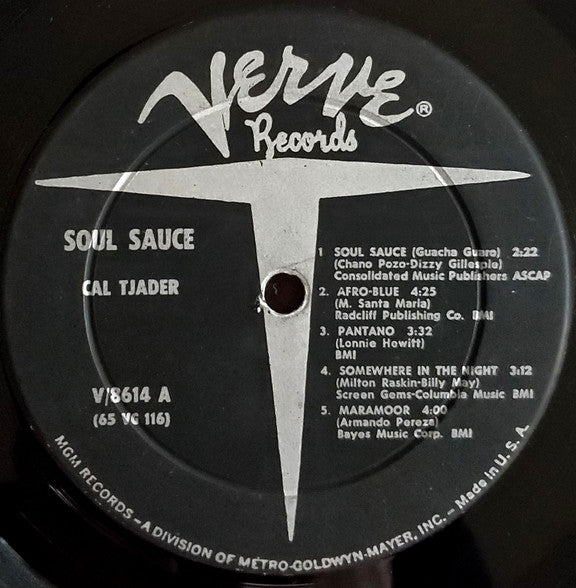 Verve ®
Records
SOUL SAUCE
CAL TJADER
V/8614 A
(65 VG 116)
1 SOUL SAUCE (Guacha Guaro) 2:22
(Chano Pozo-Dizzy Gillespie)
Consolidated Music Publishers ASCAP
2. AFRO-BLUE 4:25
(M. Santa Maria)
Radcliff Publishing Co. BMI
3. PANTANO 3:32
(Lonnie Howitt)
BMI
4. SOMEWHERE IN THE NIGHT 3:12
(Milton Raskin-Billy May)
Screen Gems-Columbia Music BMI
5. MARAMOOR 4:00
(Armando Pereza)
Bayes Music Corp. BMI
MGM RECORDS – A DIVISION OF METRO-GOLDWYN-MAYER, INC. – Made in U.S.A.